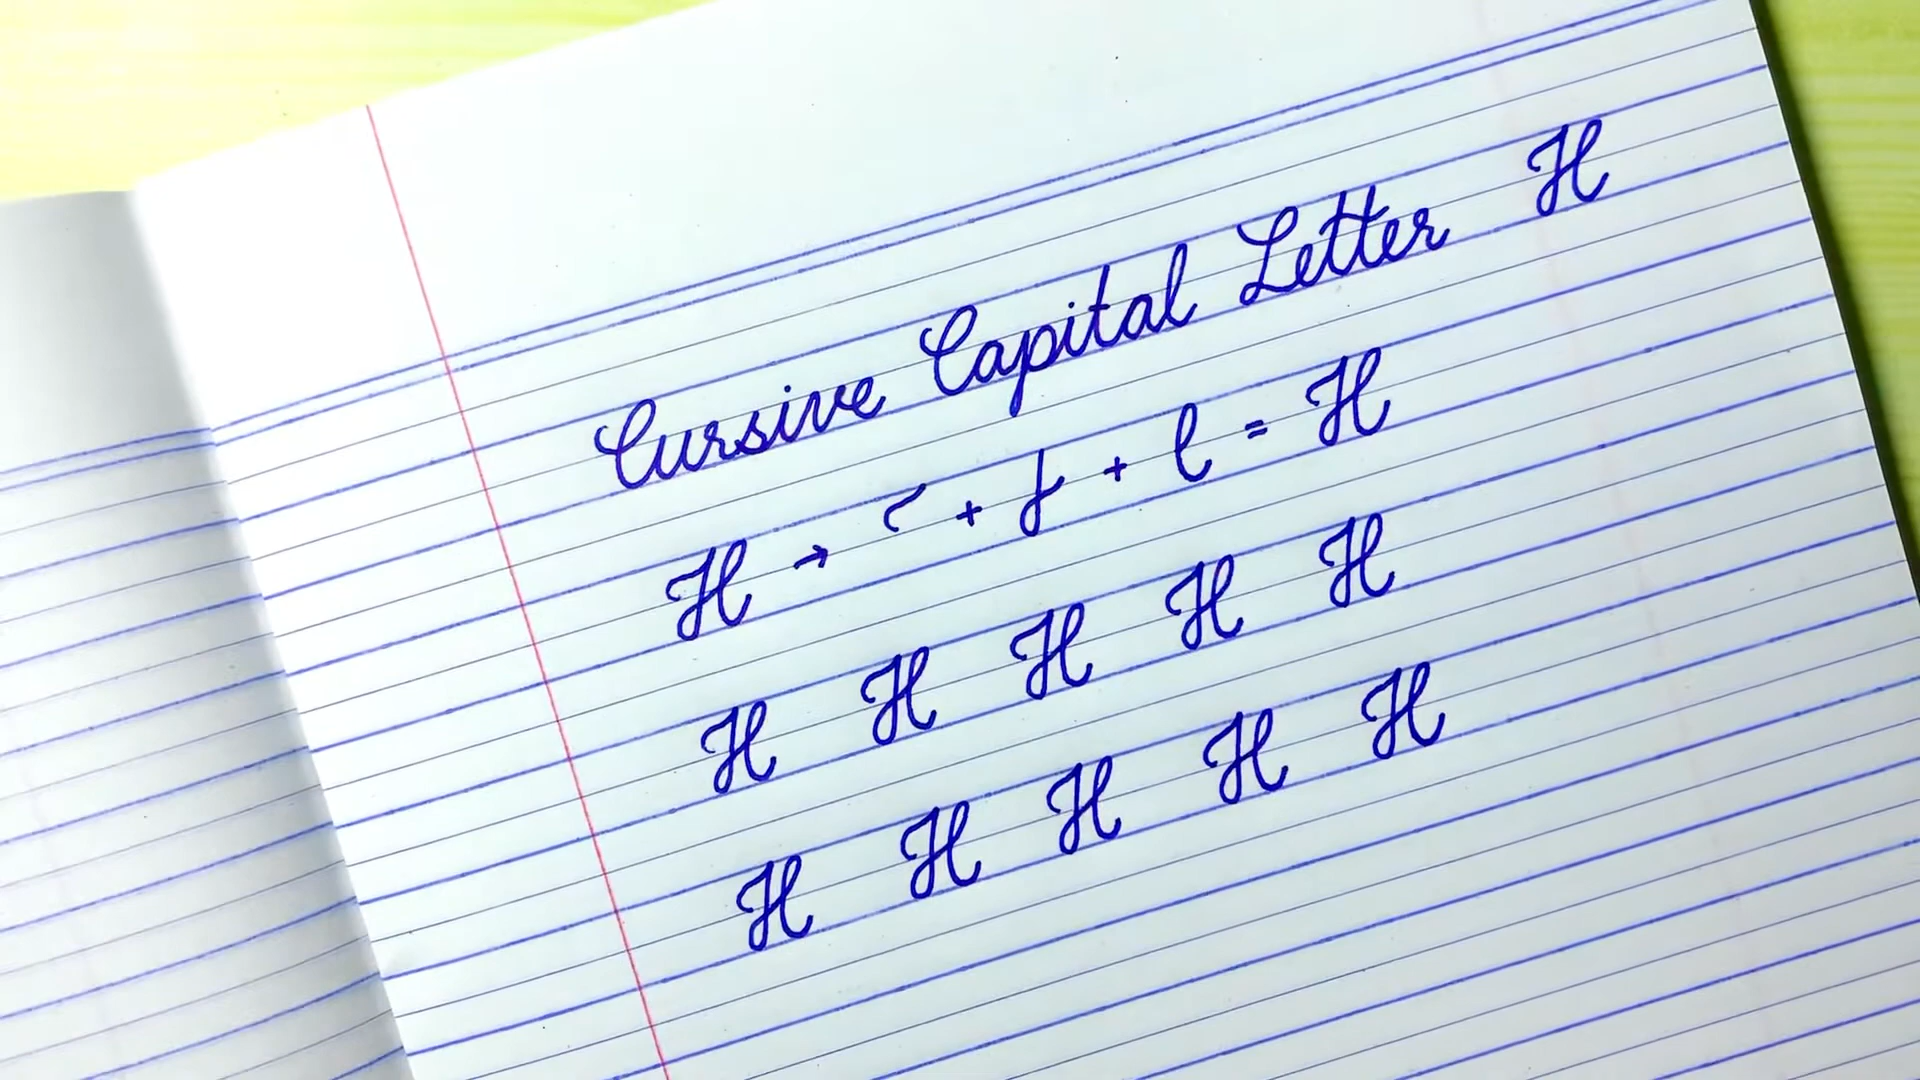 Cursive Capital Letter H
H → + + l = H
H H H H H
H H H H H